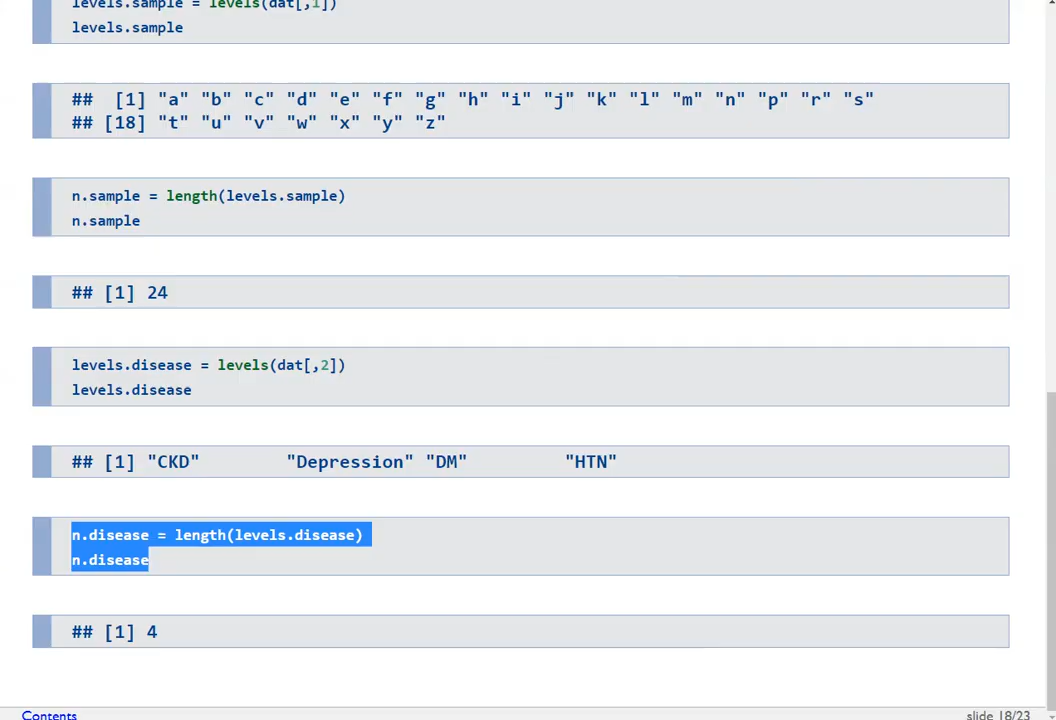 levels.sample = levels(dat[,1])
levels.sample
## [1] "a" "b" "c" "d" "e" "f" "g" "h" "i" "j" "k" "l" "m" "n" "p" "r" "s"
## [18] "t" "u" "v" "w" "x" "y" "z"
n.sample = length(levels.sample)
n.sample
## [1] 24
levels.disease = levels(dat[,2])
levels.disease
## [1] "CKD" "Depression" "DM" "HTN"
n.disease = length(levels.disease)
n.disease
## [1] 4
Contents
slide 18/23